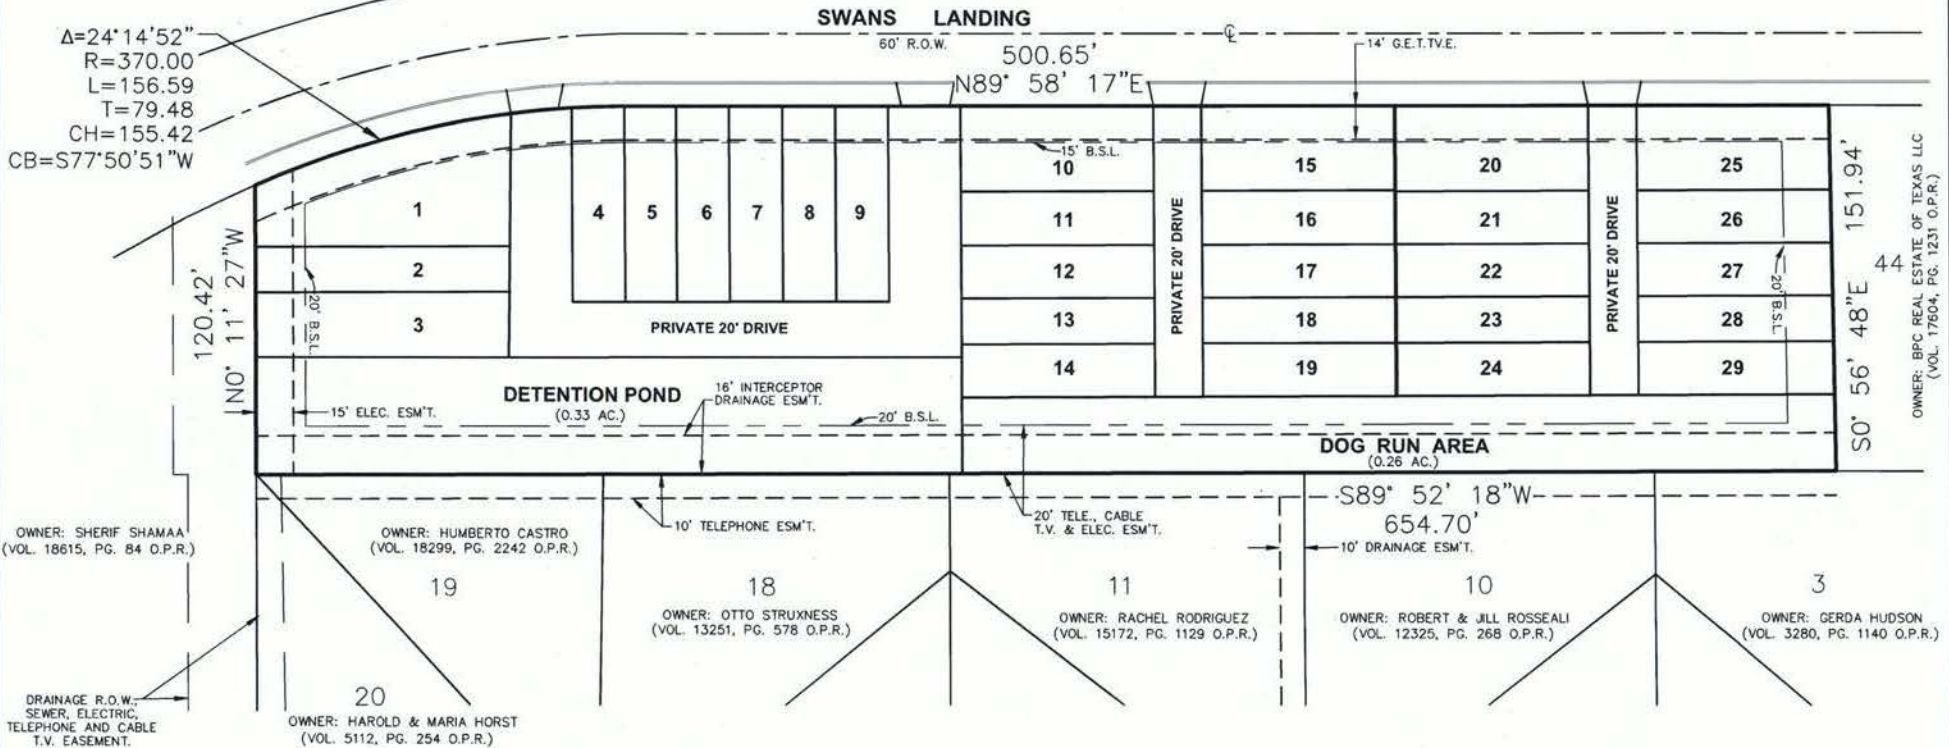 SWANS LANDING
60' R.O.W.
℄
14' G.E.T.TV.E.
500.65'
N89° 58' 17"E
Δ=24°14'52"
R=370.00
L=156.59
T=79.48
CH=155.42
CB=S77°50'51"W
15' B.S.L.
1
2
3
4 5 6 7 8 9
10
11
12
13
14
15
16
17
18
19
20
21
22
23
24
25
26
27
28
29
PRIVATE 20' DRIVE
PRIVATE 20' DRIVE
PRIVATE 20' DRIVE
20' B.S.L.
20' B.S.L.
120.42'
N0° 11' 27"W
151.94'
S0° 56' 48"E
44
OWNER: BPC REAL ESTATE OF TEXAS LLC
(VOL. 17604, PG. 1231 O.P.R.)
DETENTION POND
(0.33 AC.)
16' INTERCEPTOR
DRAINAGE ESM'T.
15' ELEC. ESM'T.
20' B.S.L.
DOG RUN AREA
(0.26 AC.)
S89° 52' 18"W
654.70'
10' TELEPHONE ESM'T.
20' TELE., CABLE
T.V. & ELEC. ESM'T.
10' DRAINAGE ESM'T.
OWNER: SHERIF SHAMAA
(VOL. 18615, PG. 84 O.P.R.)
OWNER: HUMBERTO CASTRO
(VOL. 18299, PG. 2242 O.P.R.)
19
18
OWNER: OTTO STRUXNESS
(VOL. 13251, PG. 578 O.P.R.)
11
OWNER: RACHEL RODRIGUEZ
(VOL. 15172, PG. 1129 O.P.R.)
10
OWNER: ROBERT & JILL ROSSEALI
(VOL. 12325, PG. 268 O.P.R.)
3
OWNER: GERDA HUDSON
(VOL. 3280, PG. 1140 O.P.R.)
DRAINAGE R.O.W.,
SEWER, ELECTRIC,
TELEPHONE AND CABLE
T.V. EASEMENT.
20
OWNER: HAROLD & MARIA HORST
(VOL. 5112, PG. 254 O.P.R.)